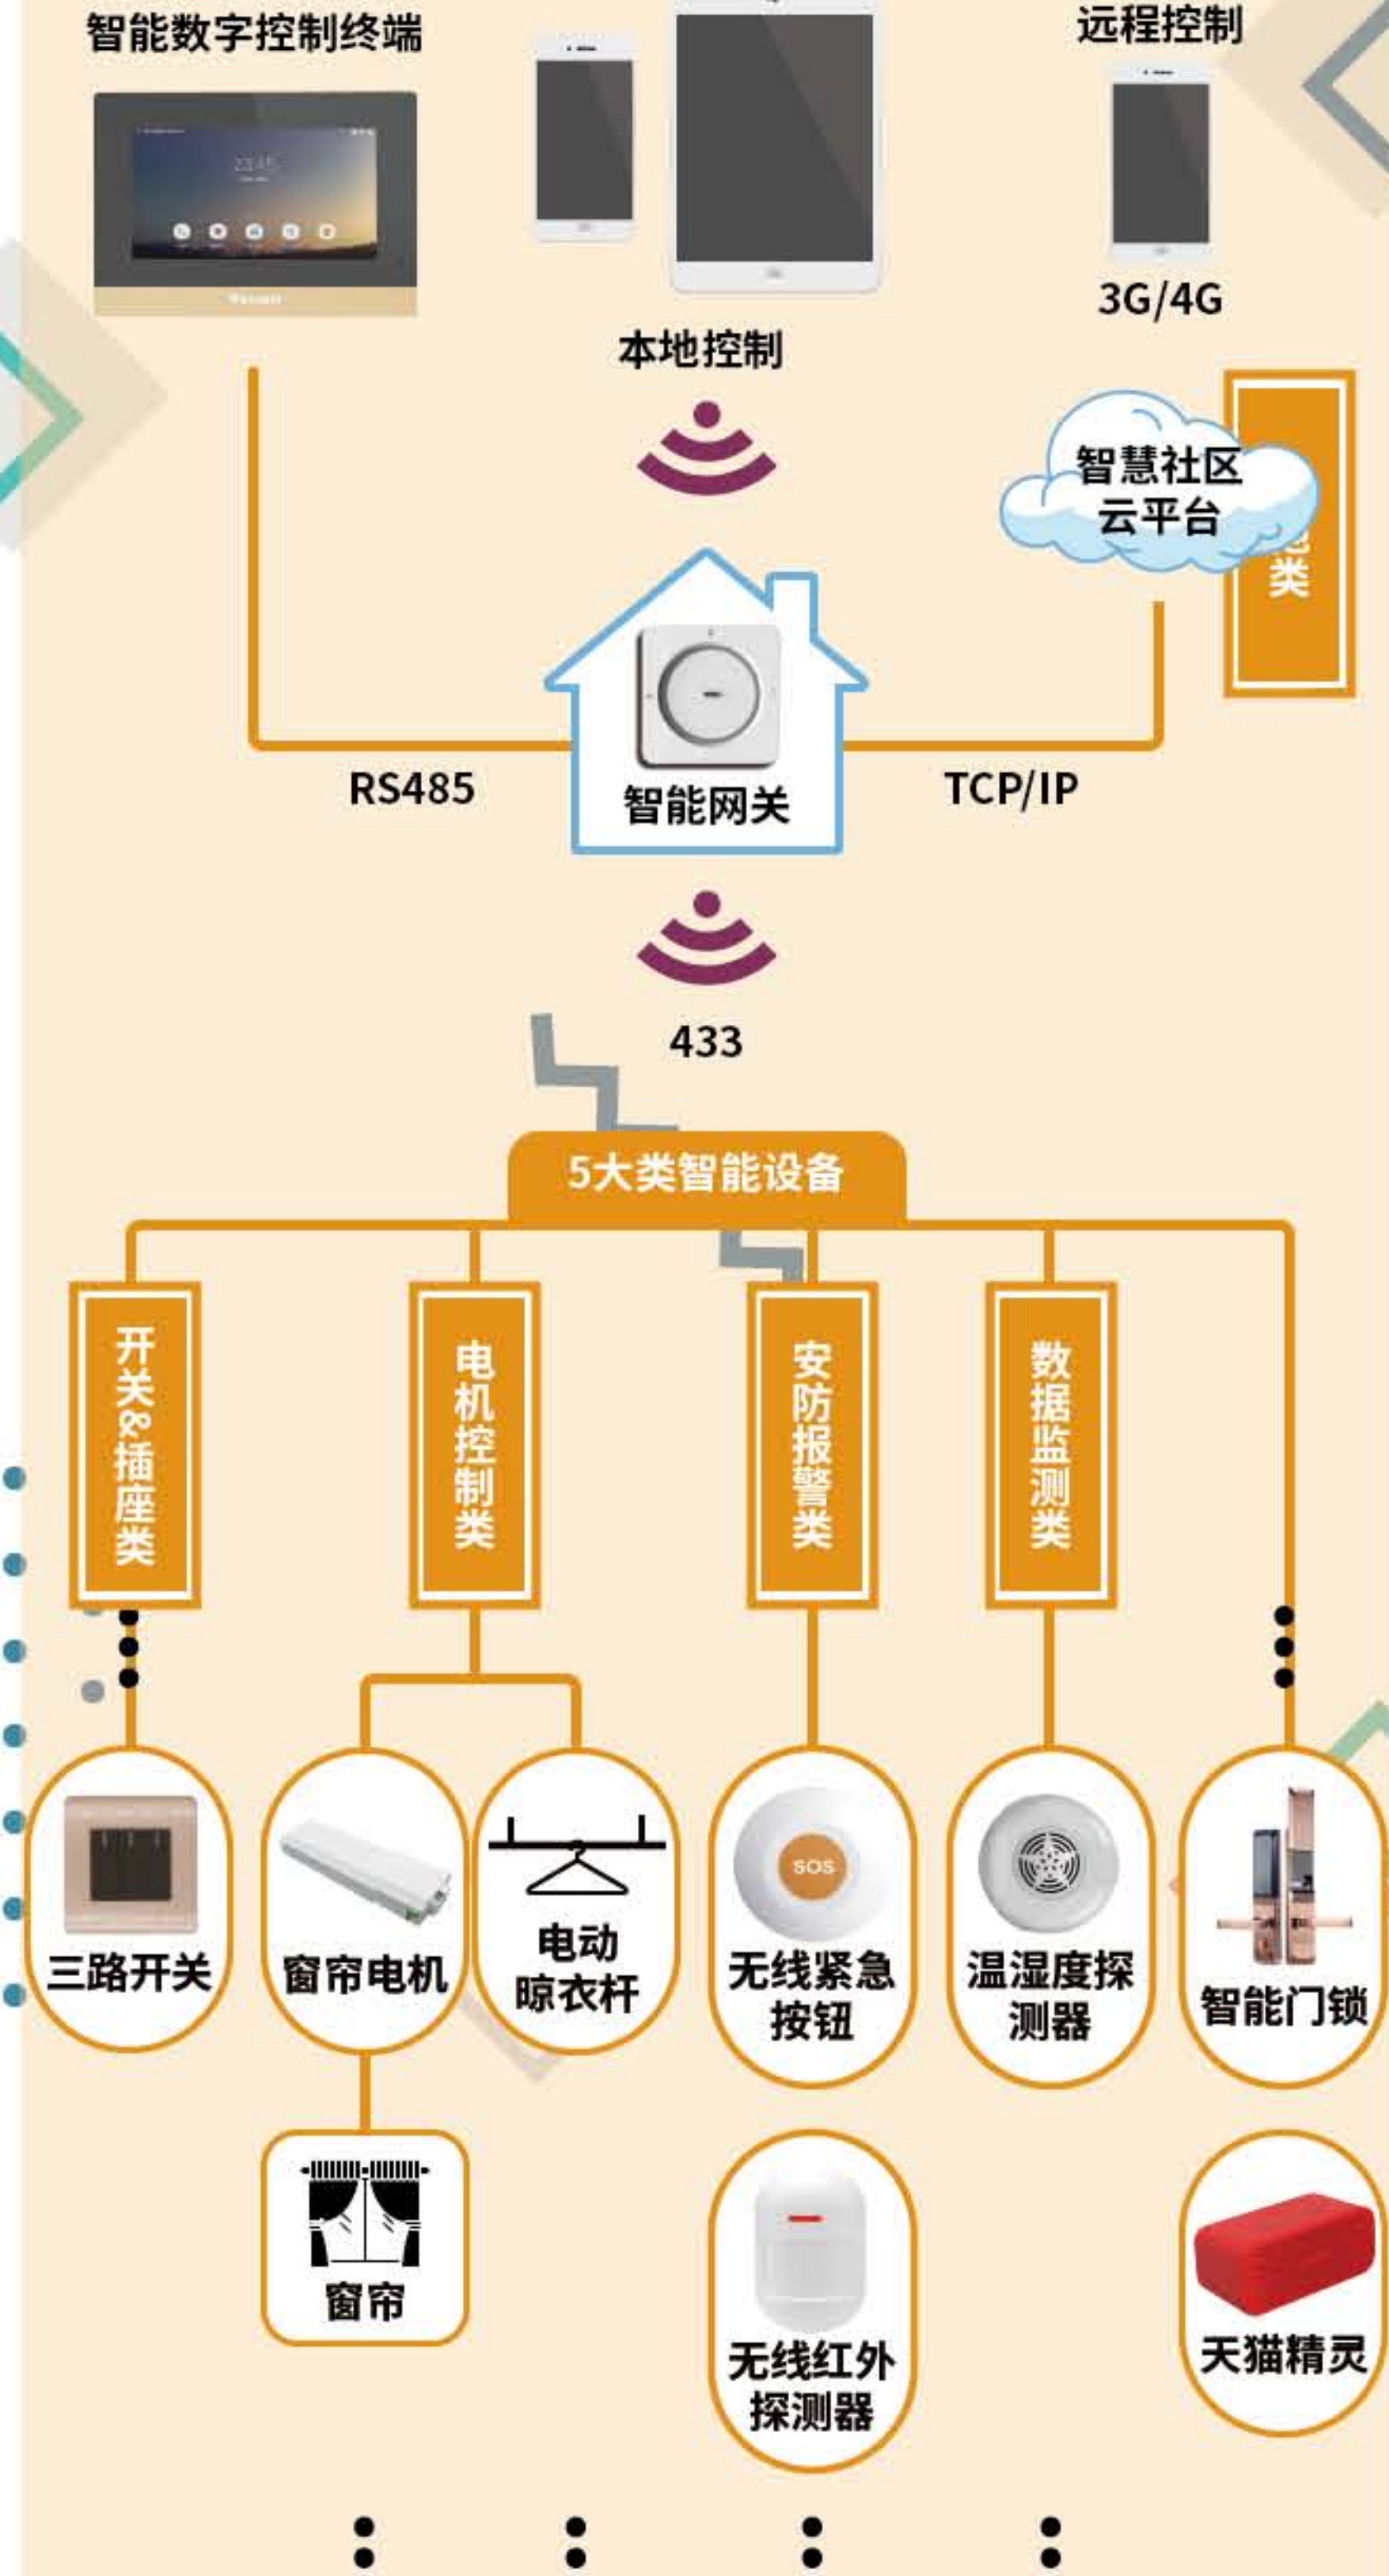 智能数字控制终端
远程控制
3G/4G
本地控制
智慧社区
云平台
类
RS485
智能网关
TCP/IP
433
5大类智能设备
开关&插座类
电机控制类
安防报警类
数据监测类
SOS
三路开关
窗帘电机
电动
晾衣杆
无线紧急
按钮
温湿度探
测器
智能门锁
窗帘
无线红外
探测器
天猫精灵